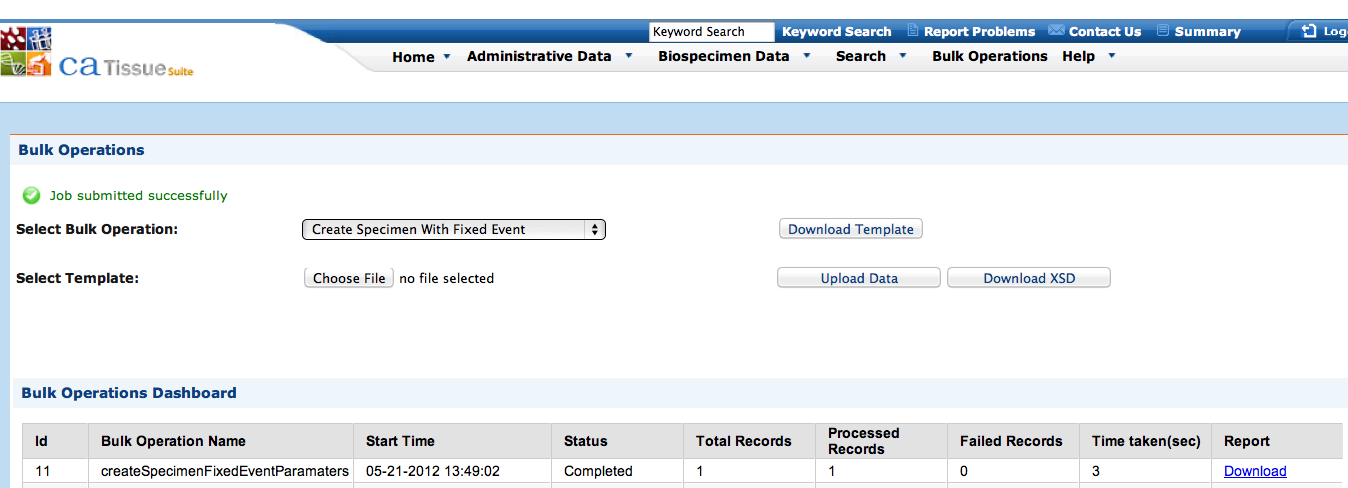 Keyword Search Keyword Search Report Problems Contact Us Summary
caTissue Suite
Home Administrative Data Biospecimen Data Search Bulk Operations Help
Bulk Operations
Job submitted successfully
Select Bulk Operation: Create Specimen With Fixed Event Download Template
Select Template: Choose File no file selected Upload Data Download XSD
Bulk Operations Dashboard
Id Bulk Operation Name Start Time Status Total Records Processed Records Failed Records Time taken(sec) Report
11 createSpecimenFixedEventParamaters 05-21-2012 13:49:02 Completed 1 1 0 3 Download